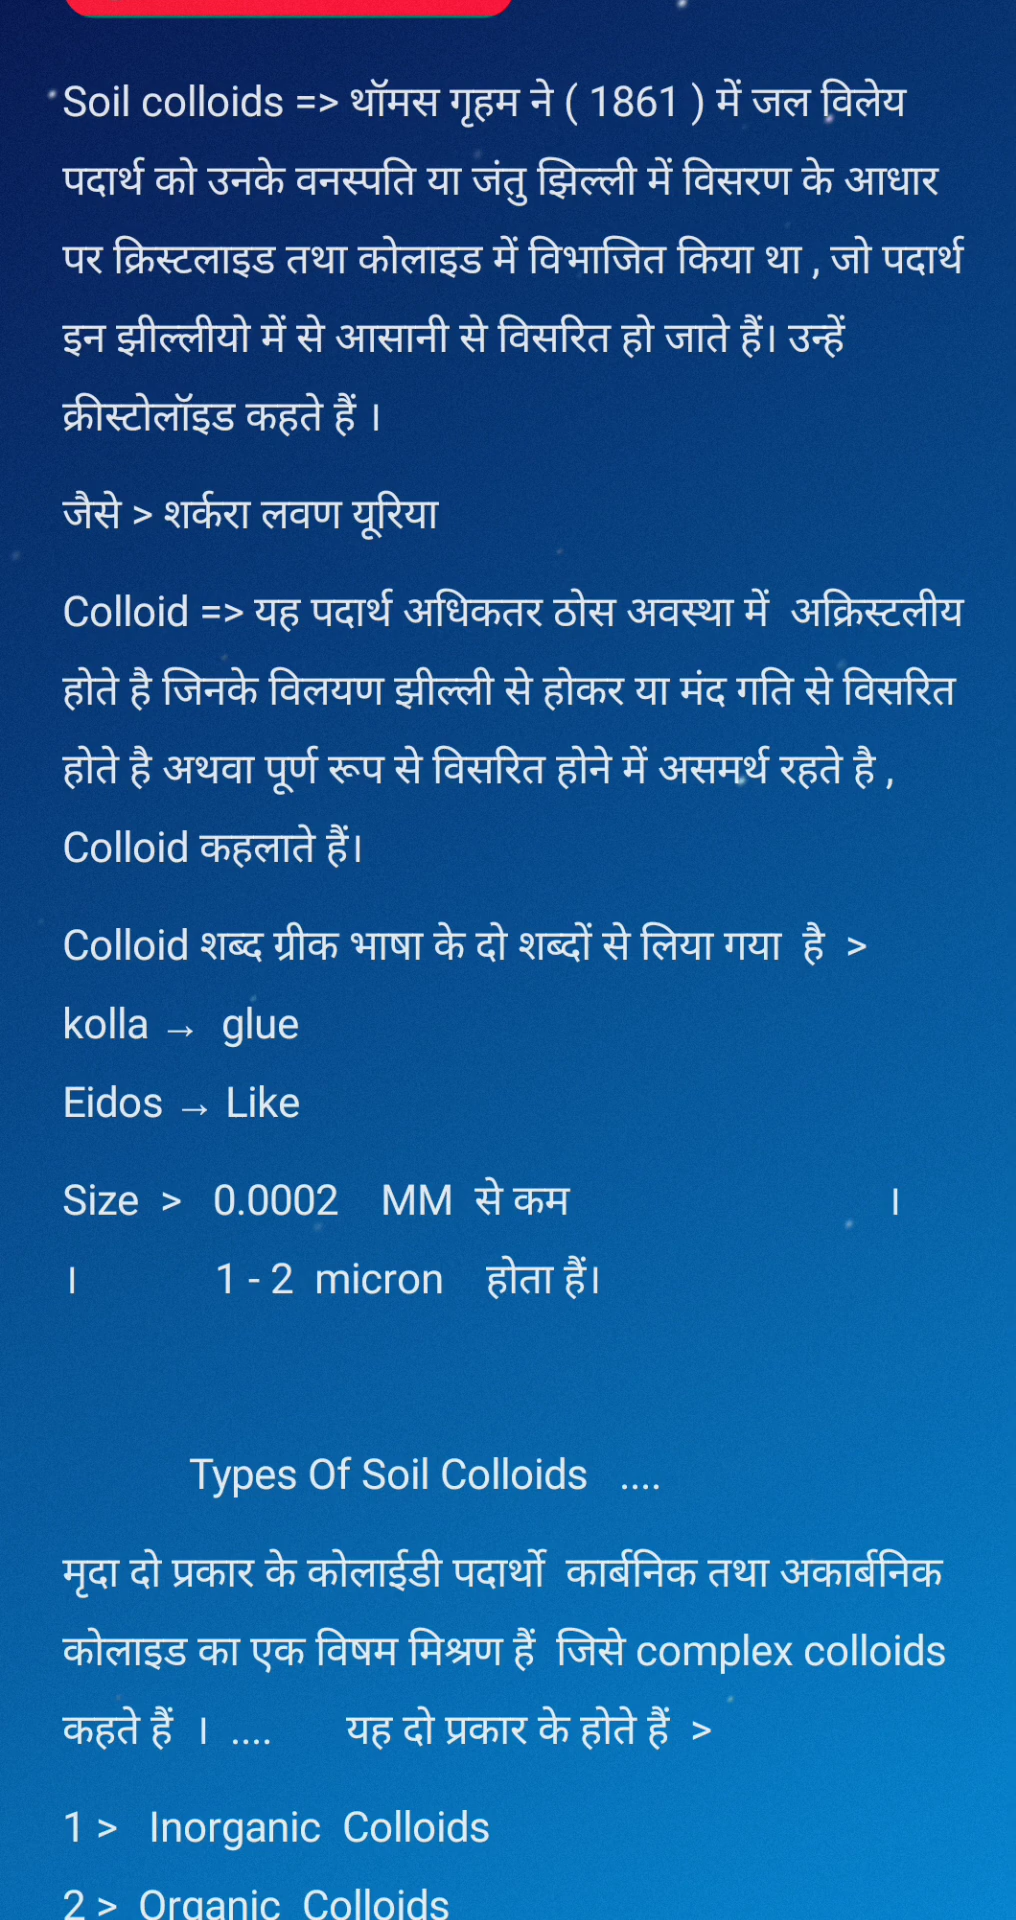 Soil colloids => थॉमस गृहम ने ( 1861 ) में जल विलेय
पदार्थ को उनके वनस्पति या जंतु झिल्ली में विसरण के आधार
पर क्रिस्टलाइड तथा कोलाइड में विभाजित किया था , जो पदार्थ
इन झील्लीयो में से आसानी से विसरित हो जाते हैं। उन्हें
क्रीस्टोलॉइड कहते हैं ।
जैसे > शर्करा लवण यूरिया
Colloid => यह पदार्थ अधिकतर ठोस अवस्था में अक्रिस्टलीय
होते है जिनके विलयण झील्ली से होकर या मंद गति से विसरित
होते है अथवा पूर्ण रूप से विसरित होने में असमर्थ रहते है ,
Colloid कहलाते हैं।
Colloid शब्द ग्रीक भाषा के दो शब्दों से लिया गया है >
kolla → glue
Eidos → Like
Size > 0.0002 MM से कम ।
। 1 - 2 micron होता हैं।
Types Of Soil Colloids ....
मृदा दो प्रकार के कोलाईडी पदार्थो कार्बनिक तथा अकार्बनिक
कोलाइड का एक विषम मिश्रण हैं जिसे complex colloids
कहते हैं । .... यह दो प्रकार के होते हैं >
1 > Inorganic Colloids
2 > Organic Colloids